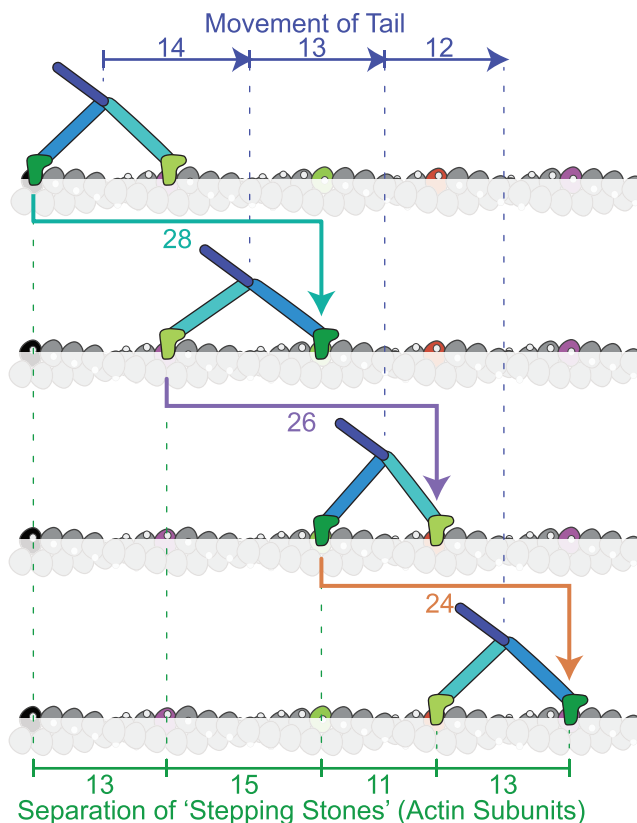 Movement of Tail
14 13 12
28
26
24
13 15 11 13
Separation of 'Stepping Stones' (Actin Subunits)